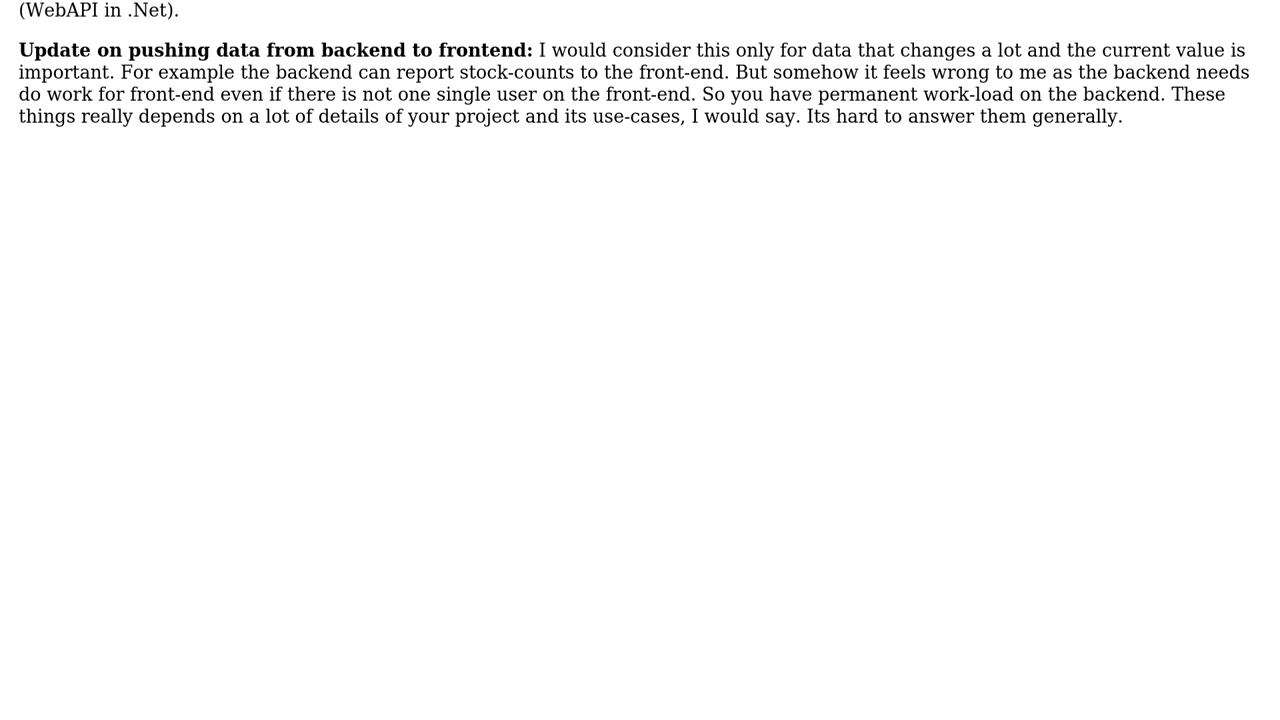 (WebAPI in .Net).
Update on pushing data from backend to frontend: I would consider this only for data that changes a lot and the current value is
important. For example the backend can report stock-counts to the front-end. But somehow it feels wrong to me as the backend needs
do work for front-end even if there is not one single user on the front-end. So you have permanent work-load on the backend. These
things really depends on a lot of details of your project and its use-cases, I would say. Its hard to answer them generally.